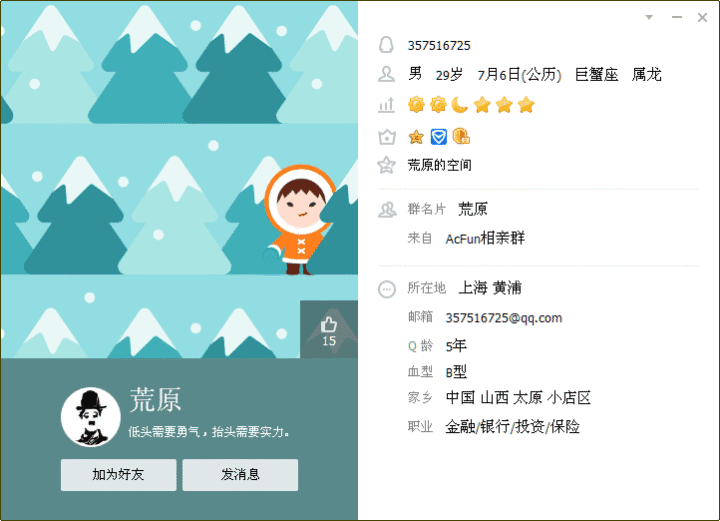 15
荒原
低头需要勇气，抬头需要实力。
加为好友
发消息
357516725
男 29岁 7月6日(公历) 巨蟹座 属龙
荒原的空间
群名片 荒原
来自 AcFun相亲群
所在地 上海 黄浦
邮箱 357516725@qq.com
Q 龄 5年
血型 B型
家乡 中国 山西 太原 小店区
职业 金融/银行/投资/保险